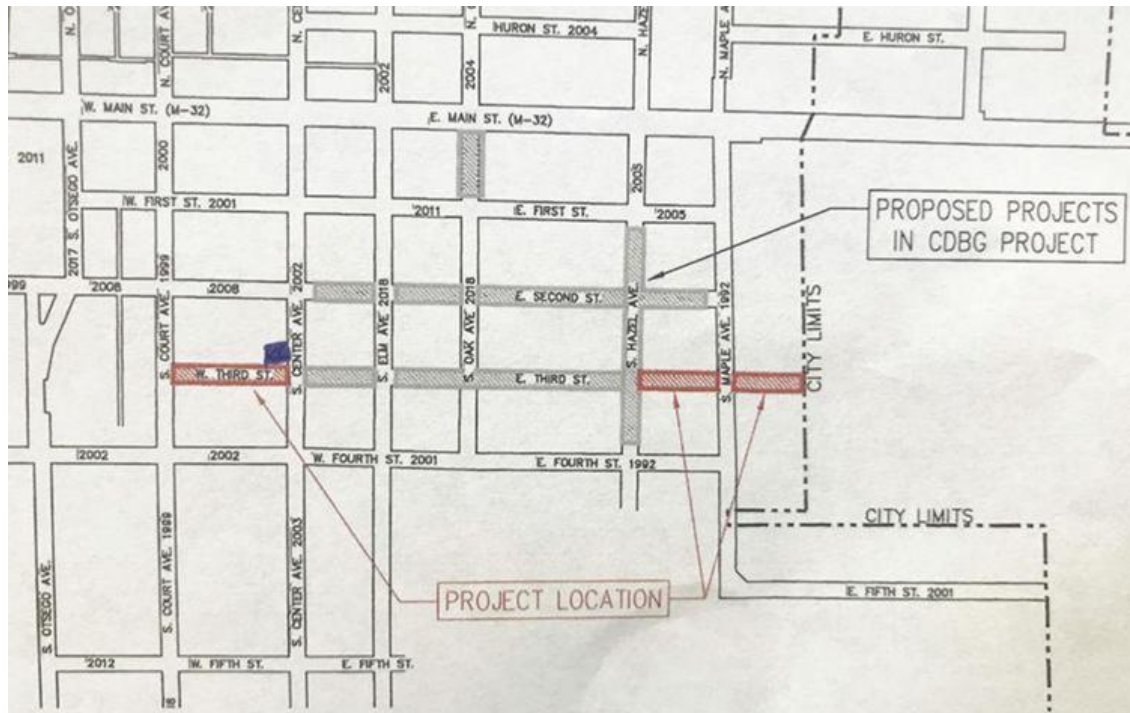 N. O
N. COURT A
N. CE
2002
N. O
2004
HURON ST. 2004
N. HAZEL
N. MAPLE A
E. HURON ST.
W. MAIN ST. (M-32)
E. MAIN ST. (M-32)
2011
2017 S. OTSEGO AVE.
2000
W. FIRST ST. 2001
2011
E. FIRST ST.
2005
2005
PROPOSED PROJECTS
IN CDBG PROJECT
999
2008
S. COURT AVE. 1999
2008
S. CENTER AVE. 2002
S. ELM AVE 2018
S. OAK AVE 2018
E. SECOND ST.
S. HAZEL AVE.
S. MAPLE AVE. 1992
CITY LIMITS
W. THIRD ST.
E. THIRD ST.
2002
2002
W. FOURTH ST. 2001
E. FOURTH ST. 1992
CITY LIMITS
S. OTSEGO AVE.
S. COURT AVE. 1999
S. CENTER AVE. 2003
PROJECT LOCATION
E. FIFTH ST. 2001
2012
W. FIFTH ST.
E. FIFTH ST.